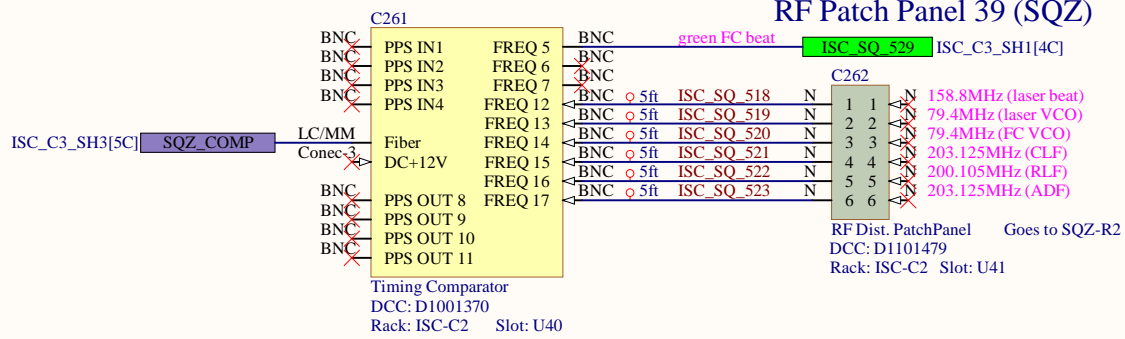 RF Patch Panel 39 (SQZ)
C261
BNC PPS IN1 FREQ 5 BNC green FC beat ISC_SQ_529 ISC_C3_SH1[4C]
BNC PPS IN2 FREQ 6 BNC
BNC PPS IN3 FREQ 7 BNC C262
BNC PPS IN4 FREQ 12 BNC 5ft ISC_SQ_518 N 1 1 N 158.8MHz (laser beat)
FREQ 13 BNC 5ft ISC_SQ_519 N 2 2 N 79.4MHz (laser VCO)
ISC_C3_SH3[5C] SQZ_COMP LC/MM Fiber FREQ 14 BNC 5ft ISC_SQ_520 N 3 3 N 79.4MHz (FC VCO)
Conec-3 DC+12V FREQ 15 BNC 5ft ISC_SQ_521 N 4 4 N 203.125MHz (CLF)
FREQ 16 BNC 5ft ISC_SQ_522 N 5 5 N 200.105MHz (RLF)
BNC PPS OUT 8 FREQ 17 BNC 5ft ISC_SQ_523 N 6 6 N 203.125MHz (ADF)
BNC PPS OUT 9
BNC PPS OUT 10
BNC PPS OUT 11
RF Dist. PatchPanel Goes to SQZ-R2
DCC: D1101479
Rack: ISC-C2 Slot: U41
Timing Comparator
DCC: D1001370
Rack: ISC-C2 Slot: U40